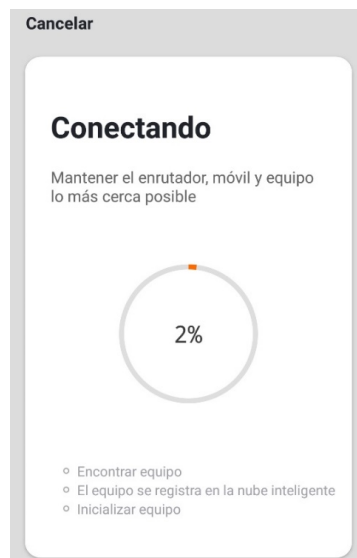 Cancelar
Conectando
Mantener el enrutador, móvil y equipo
lo más cerca posible
2%
Encontrar equipo
El equipo se registra en la nube inteligente
Inicializar equipo